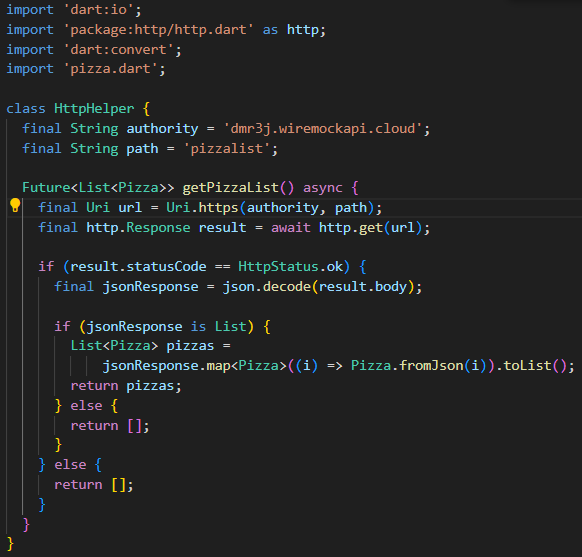 import 'dart:io';
import 'package:http/http.dart' as http;
import 'dart:convert';
import 'pizza.dart';

class HttpHelper {
  final String authority = 'dmr3j.wiremockapi.cloud';
  final String path = 'pizzalist';

  Future<List<Pizza>> getPizzaList() async {
    final Uri url = Uri.https(authority, path);
    final http.Response result = await http.get(url);

    if (result.statusCode == HttpStatus.ok) {
      final jsonResponse = json.decode(result.body);

      if (jsonResponse is List) {
        List<Pizza> pizzas =
            jsonResponse.map<Pizza>((i) => Pizza.fromJson(i)).toList();
        return pizzas;
      } else {
        return [];
      }
    } else {
      return [];
    }
  }
}